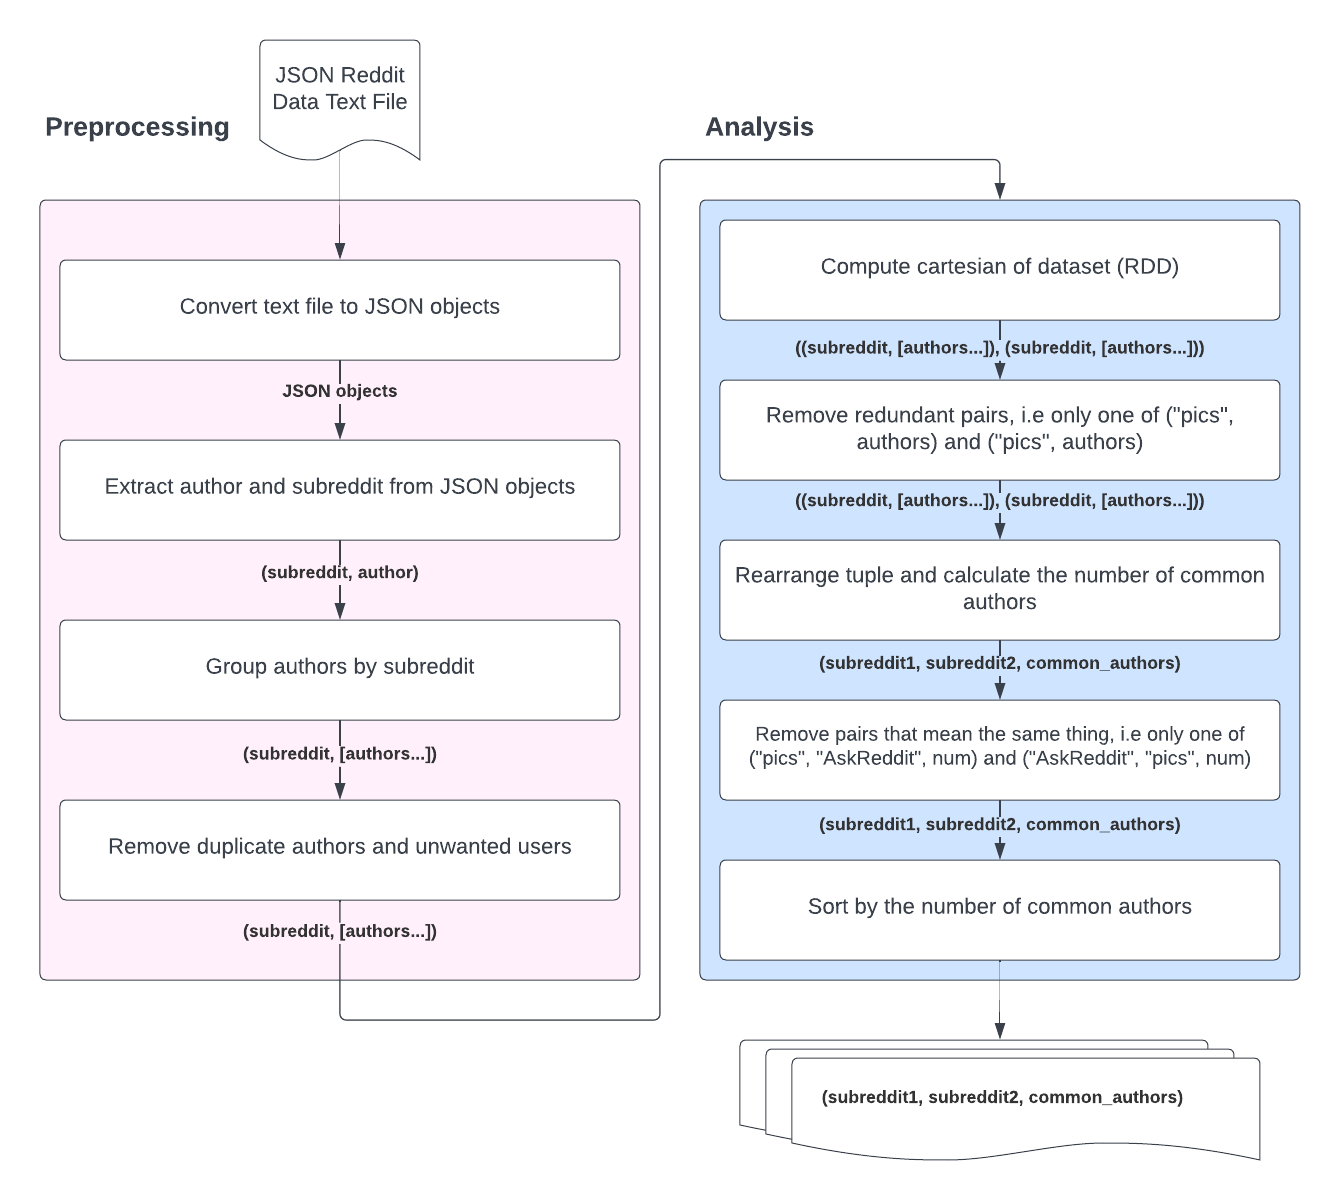 JSON Reddit
Data Text File
Preprocessing
Convert text file to JSON objects
JSON objects
Extract author and subreddit from JSON objects
(subreddit, author)
Group authors by subreddit
(subreddit, [authors...])
Remove duplicate authors and unwanted users
(subreddit, [authors...])
Analysis
Compute cartesian of dataset (RDD)
((subreddit, [authors...]), (subreddit, [authors...]))
Remove redundant pairs, i.e only one of ("pics",
authors) and ("pics", authors)
((subreddit, [authors...]), (subreddit, [authors...]))
Rearrange tuple and calculate the number of common
authors
(subreddit1, subreddit2, common_authors)
Remove pairs that mean the same thing, i.e only one of
("pics", "AskReddit", num) and ("AskReddit", "pics", num)
(subreddit1, subreddit2, common_authors)
Sort by the number of common authors
(subreddit1, subreddit2, common_authors)